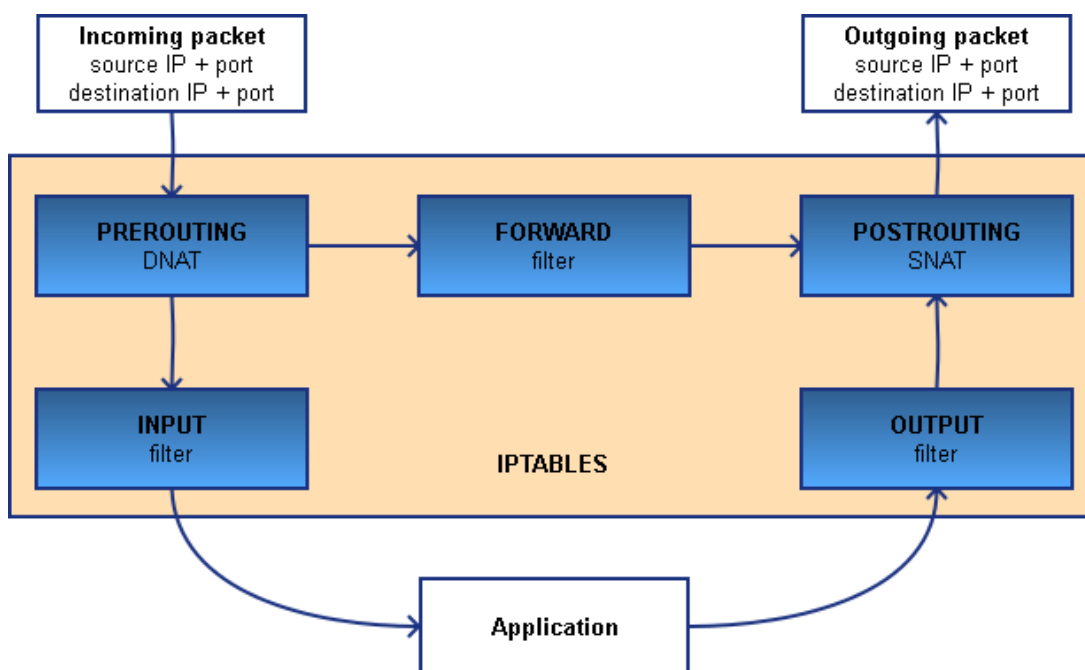 Incoming packet
source IP + port
destination IP + port
Outgoing packet
source IP + port
destination IP + port
PREROUTING
DNAT
FORWARD
filter
POSTROUTING
SNAT
INPUT
filter
IPTABLES
OUTPUT
filter
Application